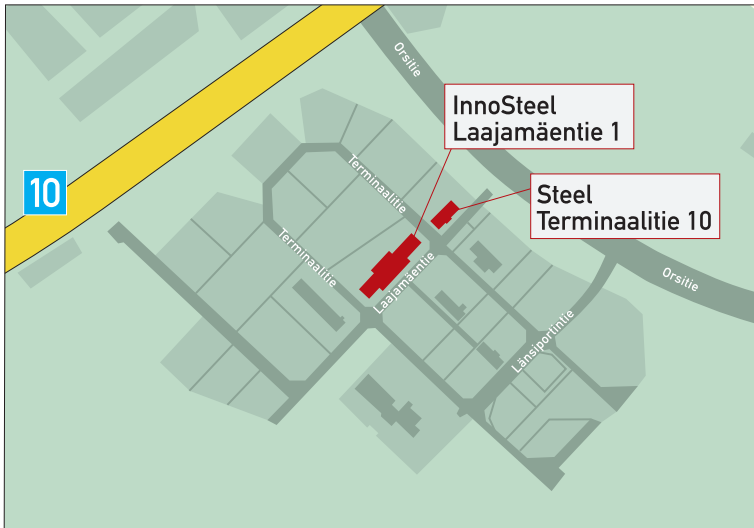 Orsitie
InnoSteel
Laajamäentie 1
Terminaalitie
10
Steel
Terminaalitie 10
Terminaalitie
Laajamäentie
Orsitie
Länsiportintie